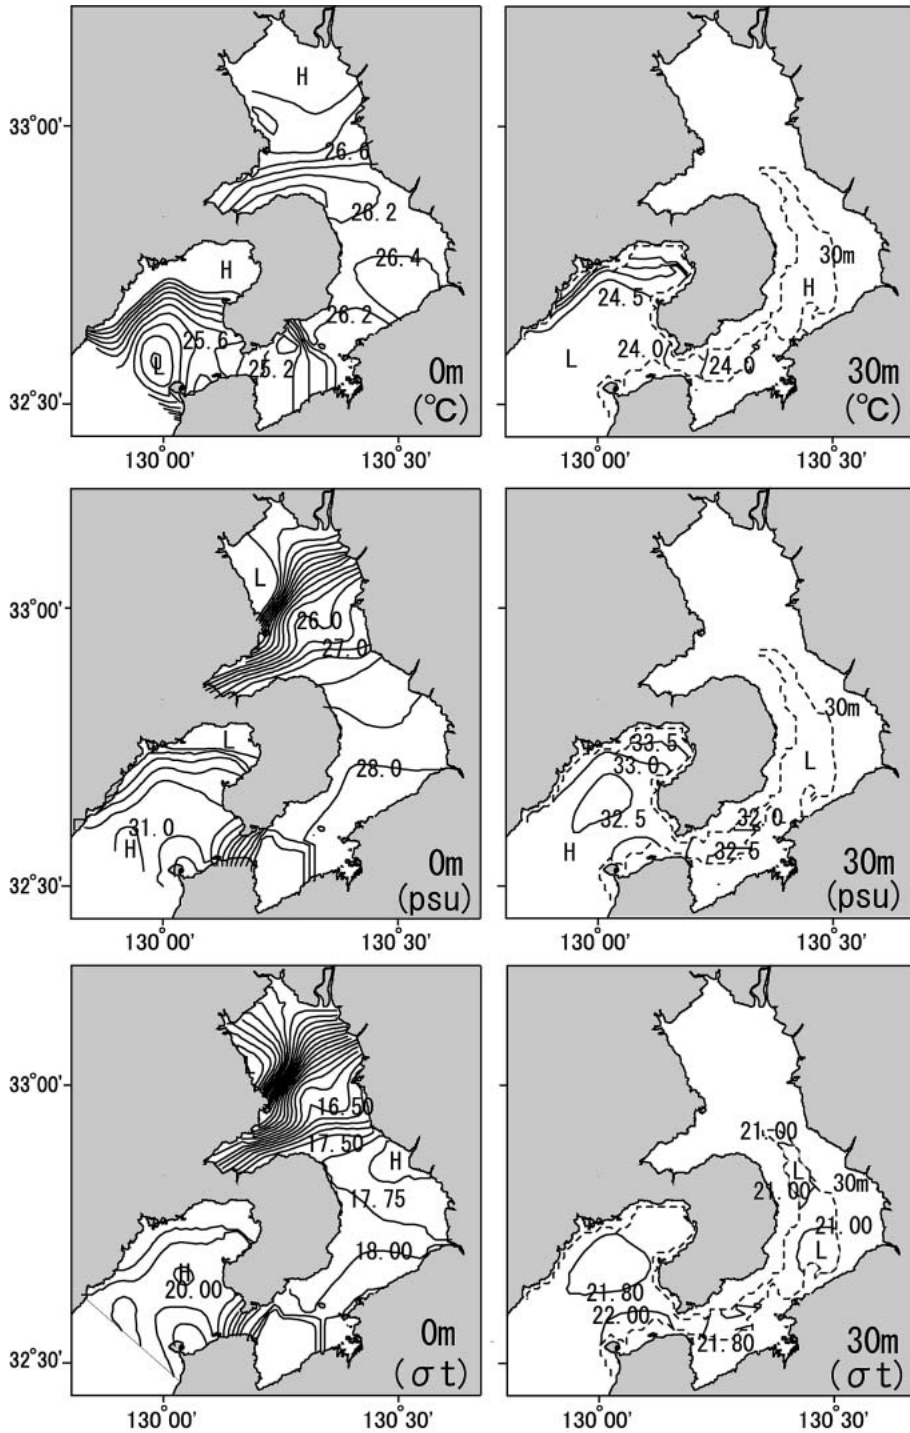 H
33°00'
26.6
26.2
26.4
H
26.2
25.6
L
25.2
0m
(℃)
32°30'
130°00'
130°30'
30m
H
24.5
L
24.0
24.0
30m
(℃)
130°00'
130°30'
L
33°00'
26.0
27.0
L
28.0
31.0
H
0m
(psu)
32°30'
130°00'
130°30'
30m
33.5
33.0
L
32.5
32.0
H
32.5
30m
(psu)
130°00'
130°30'
33°00'
16.50
17.50
H
17.75
18.00
H
20.00
0m
(σt)
32°30'
130°00'
130°30'
21.00
L
30m
21.00
21.00
L
21.80
22.00
21.80
30m
(σt)
130°00'
130°30'